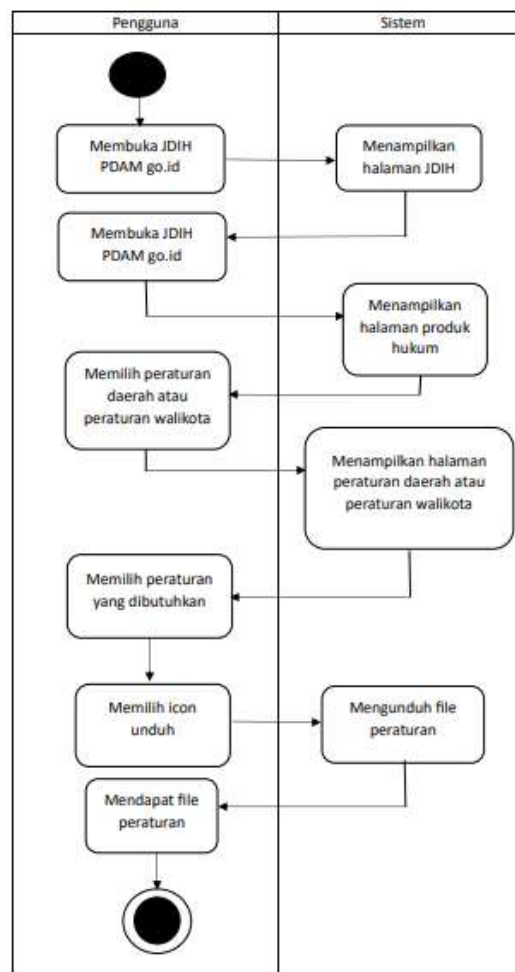 Pengguna
Sistem
Membuka JDIH
PDAM go.id
Menampilkan
halaman JDIH
Membuka JDIH
PDAM go.id
Menampilkan
halaman produk
hukum
Memilih peraturan
daerah atau
peraturan walikota
Menampilkan halaman
peraturan daerah atau
peraturan walikota
Memilih peraturan
yang dibutuhkan
Memilih icon
unduh
Mengunduh file
peraturan
Mendapat file
peraturan